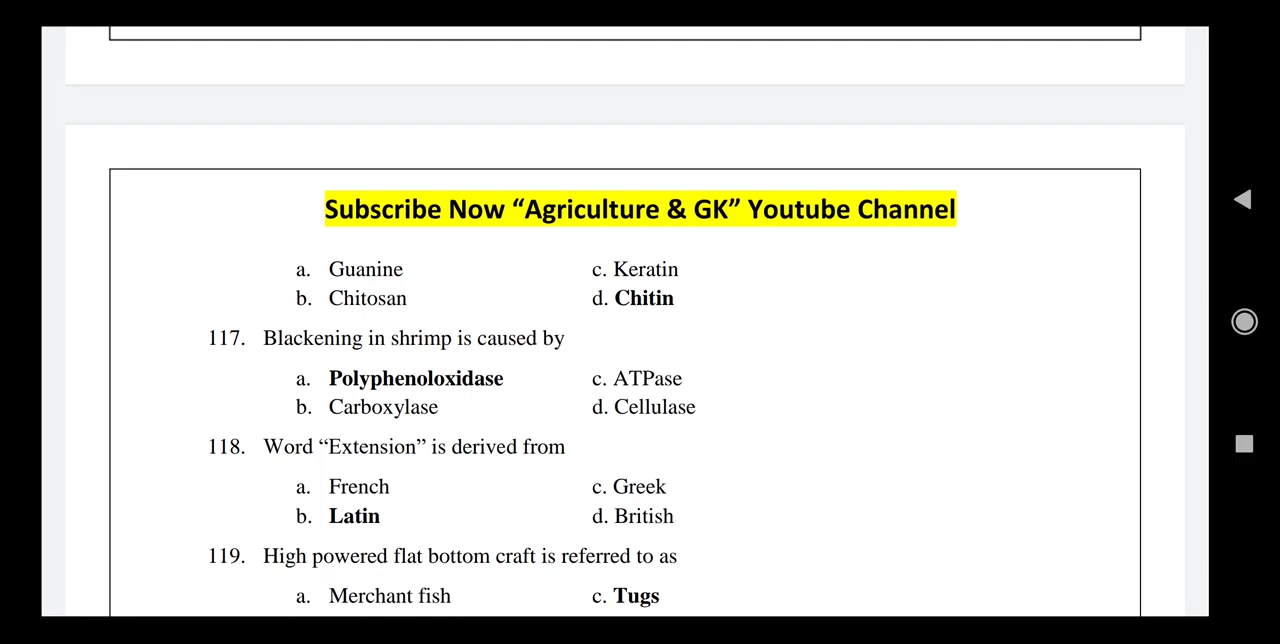 Subscribe Now “Agriculture & GK” Youtube Channel
a. Guanine c. Keratin
b. Chitosan d. Chitin
117. Blackening in shrimp is caused by
a. Polyphenoloxidase c. ATPase
b. Carboxylase d. Cellulase
118. Word “Extension” is derived from
a. French c. Greek
b. Latin d. British
119. High powered flat bottom craft is referred to as
a. Merchant fish c. Tugs